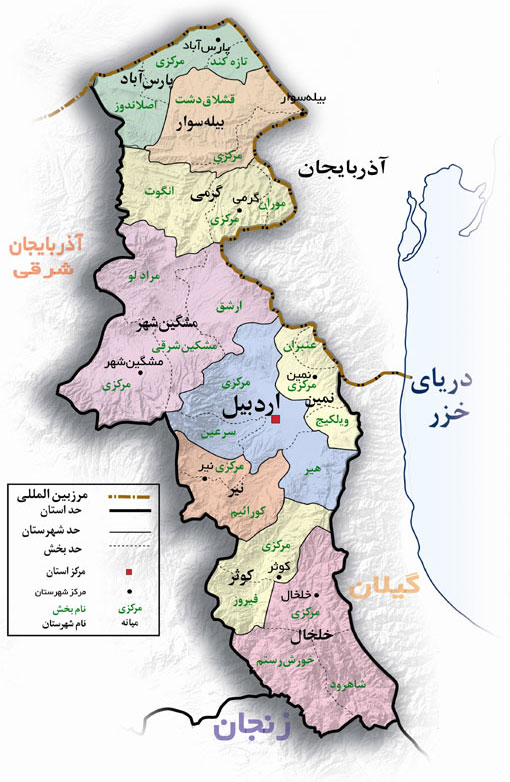 پارس‌آباد
مرکزی
تازه کند
پارس‌آباد
اصلاندوز
قشلاق دشت
بیله‌سوار
بیله‌سوار
مرکزی
آذربایجان
انگوت
گرمی
گرمی
موران
مرکزی
آذربایجان
شرقی
مراد لو
ارشق
مشگین‌شهر
مشکین شرقی
مشگین‌شهر
مرکزی
عنبران
نمین
مرکزی
نمین
ویلکیج
مرکزی
اردبیل
سرعین
هیر
دریای
خزر
مرکزی
نیر
نیر
کورائیم
مرکزی
کوثر
کوثر
فیروز
خلخال
مرکزی
خلخال
خورش‌رستم
شاهرود
گیلان
زنجان
مرزبین المللی
حد استان
حد شهرستان
حد بخش
مرکز استان
مرکز شهرستان
نام بخش مرکزی
نام شهرستان میانه